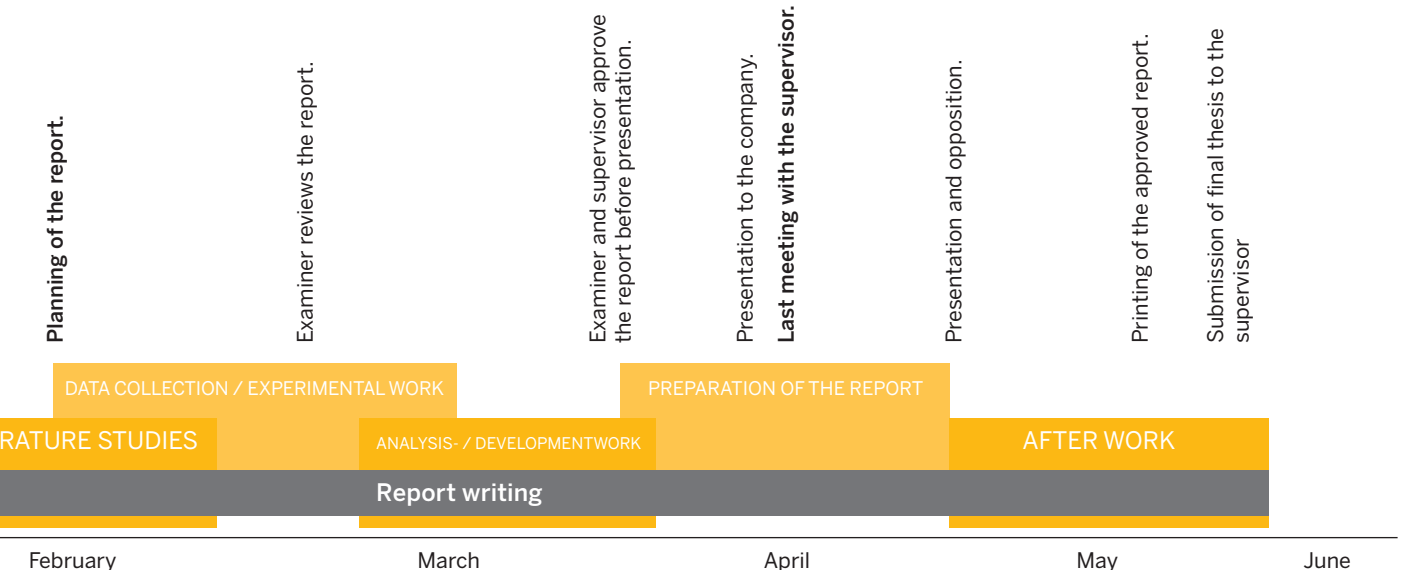 Planning of the report.
Examiner reviews the report.
Examiner and supervisor approve
the report before presentation.
Presentation to the company.
Last meeting with the supervisor.
Presentation and opposition.
Printing of the approved report.
Submission of final thesis to the
supervisor
DATA COLLECTION / EXPERIMENTAL WORK
PREPARATION OF THE REPORT
RATURE STUDIES
ANALYSIS- / DEVELOPMENTWORK
AFTER WORK
Report writing
February
March
April
May
June